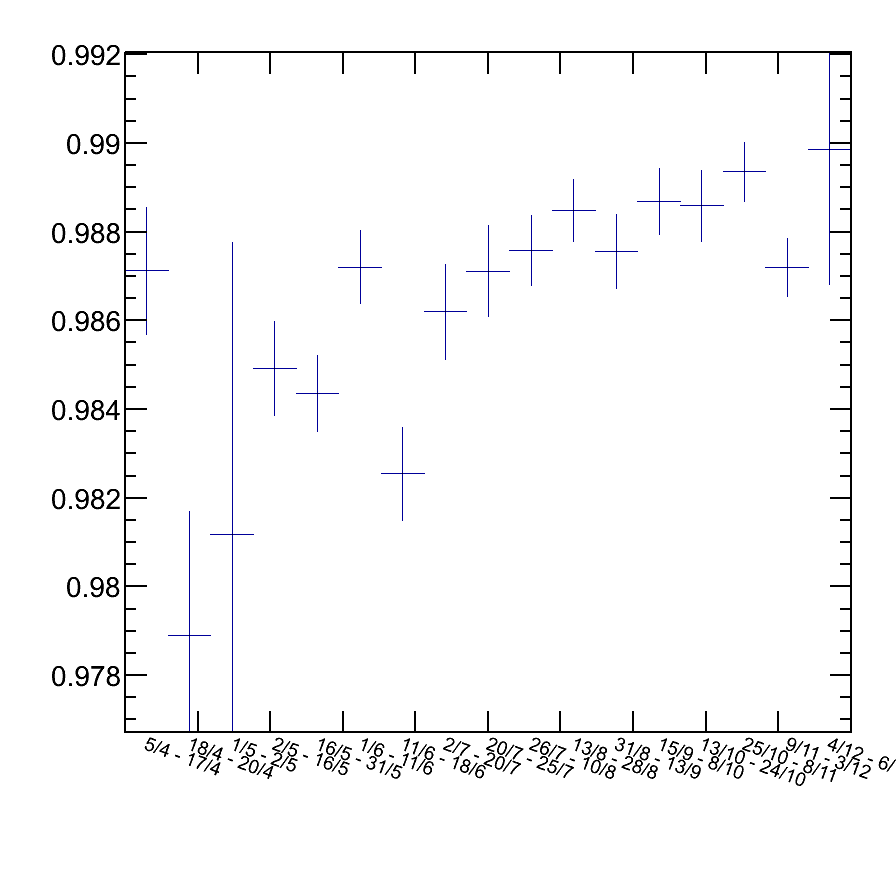 0.992
0.99
0.988
0.986
0.984
0.982
0.98
0.978
5/4 - 17/4
18/4 - 20/4
1/5 - 2/5
2/5 - 16/5
16/5 - 31/5
1/6 - 11/6
11/6 - 18/6
2/7 - 20/7
20/7 - 25/7
26/7 - 10/8
13/8 - 28/8
31/8 - 13/9
15/9 - 8/10
13/10 - 24/10
25/10 - 8/11
9/11 - 3/12
4/12 - 6/